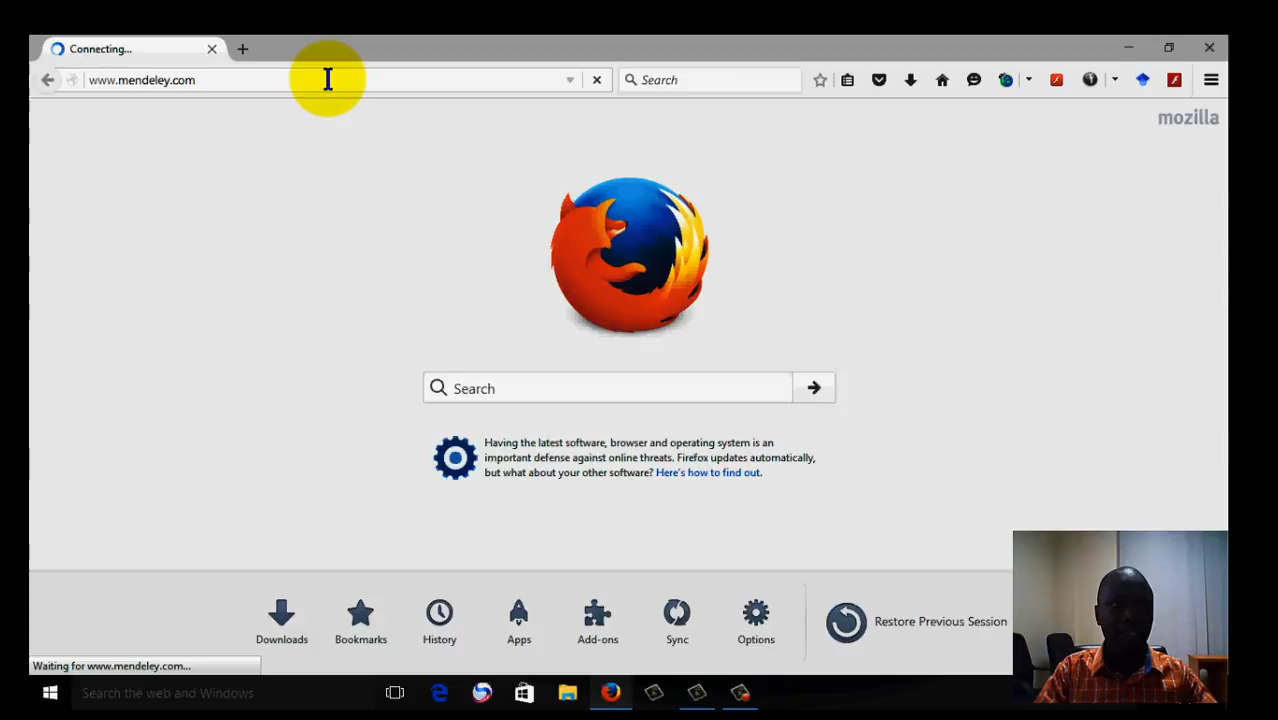 Connecting...
www.mendeley.com
Search
mozilla
Search
Having the latest software, browser and operating system is an
important defense against online threats. Firefox updates automatically,
but what about your other software? Here's how to find out.
Downloads
Bookmarks
History
Apps
Add-ons
Sync
Options
Restore Previous Session
Waiting for www.mendeley.com...
Search the web and Windows